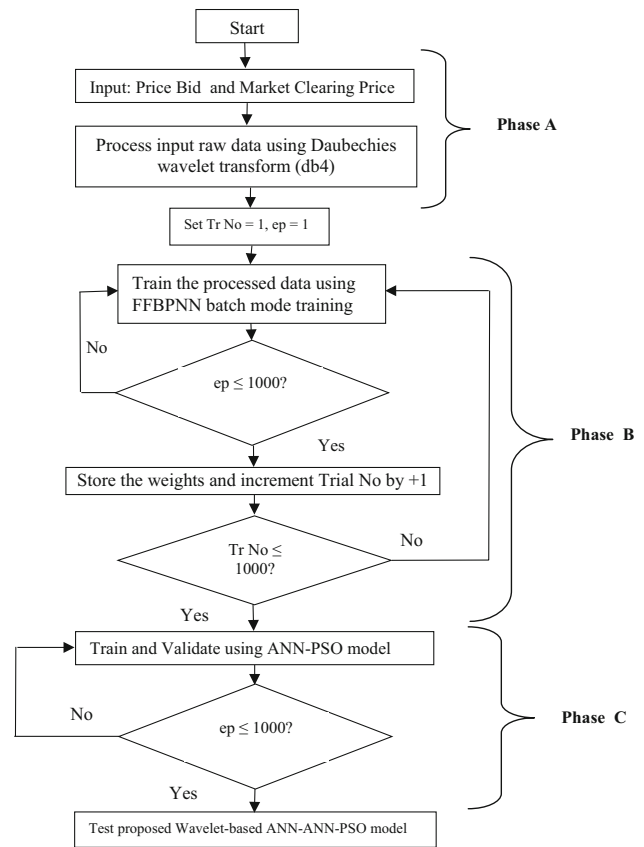 Start
Input: Price Bid and Market Clearing Price
Phase A
Process input raw data using Daubechies
wavelet transform (db4)
Set Tr No = 1, ep = 1
Train the processed data using
FFBPNN batch mode training
No
ep ≤ 1000?
Yes
Phase B
Store the weights and increment Trial No by +1
Tr No ≤
1000?
No
Yes
Train and Validate using ANN-PSO model
No
ep ≤ 1000?
Phase C
Yes
Test proposed Wavelet-based ANN-ANN-PSO model